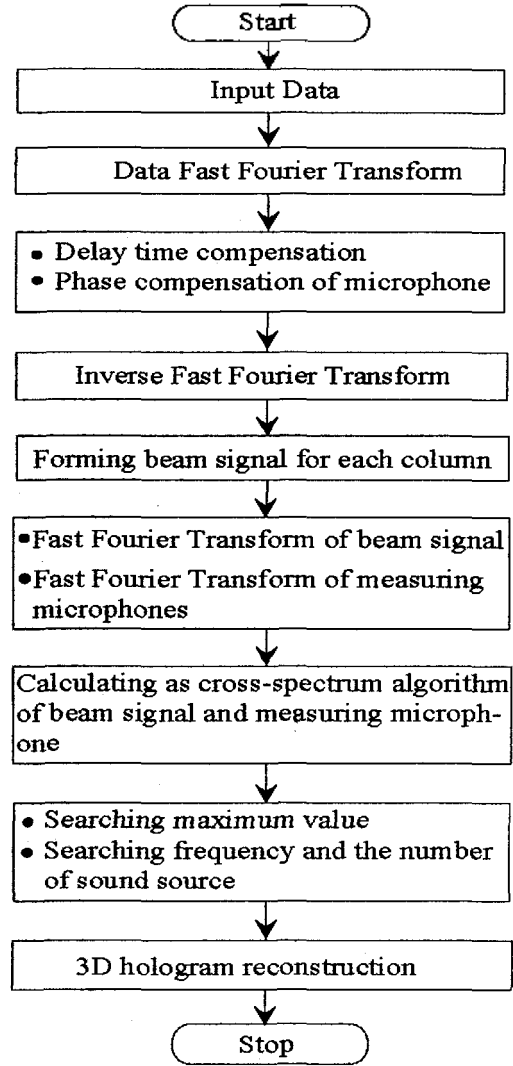 Start
Input Data
Data Fast Fourier Transform
• Delay time compensation
• Phase compensation of microphone
Inverse Fast Fourier Transform
Forming beam signal for each column
•Fast Fourier Transform of beam signal
•Fast Fourier Transform of measuring
microphones
Calculating as cross-spectrum algorithm
of beam signal and measuring microph-
one
• Searching maximum value
• Searching frequency and the number
of sound source
3D hologram reconstruction
Stop